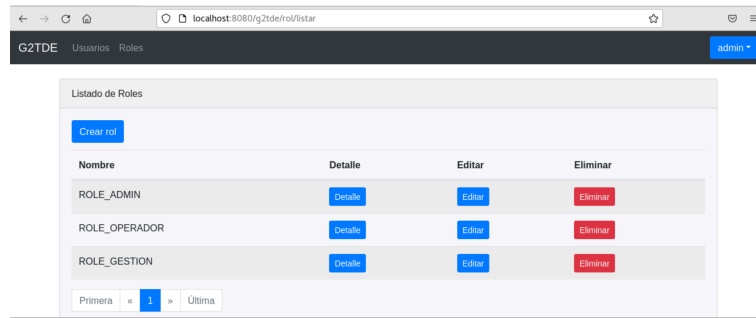 localhost:8080/g2tde/rol/listar
G2TDE Usuarios Roles admin
Listado de Roles
Crear rol
Nombre Detalle Editar Eliminar
ROLE_ADMIN Detalle Editar Eliminar
ROLE_OPERADOR Detalle Editar Eliminar
ROLE_GESTION Detalle Editar Eliminar
Primera « 1 » Última